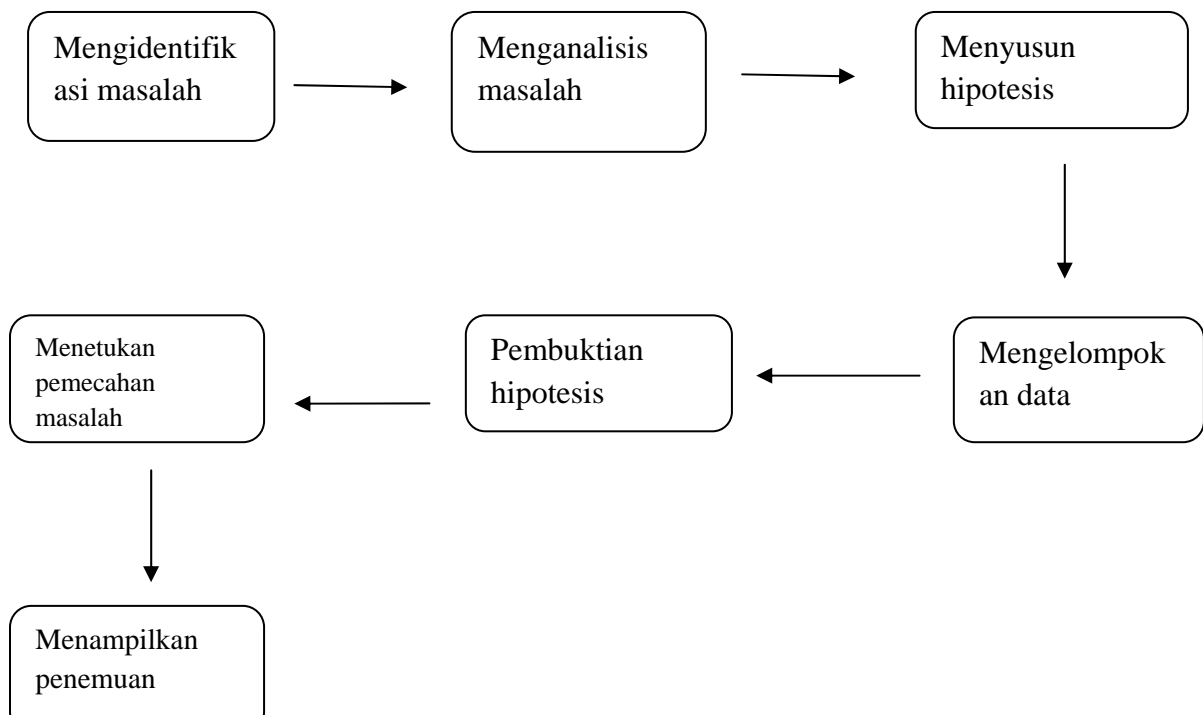 Mengidentifik
asi masalah
Menganalisis
masalah
Menyusun
hipotesis
Mengelompok
an data
Pembuktian
hipotesis
Menetukan
pemecahan
masalah
Menampilkan
penemuan